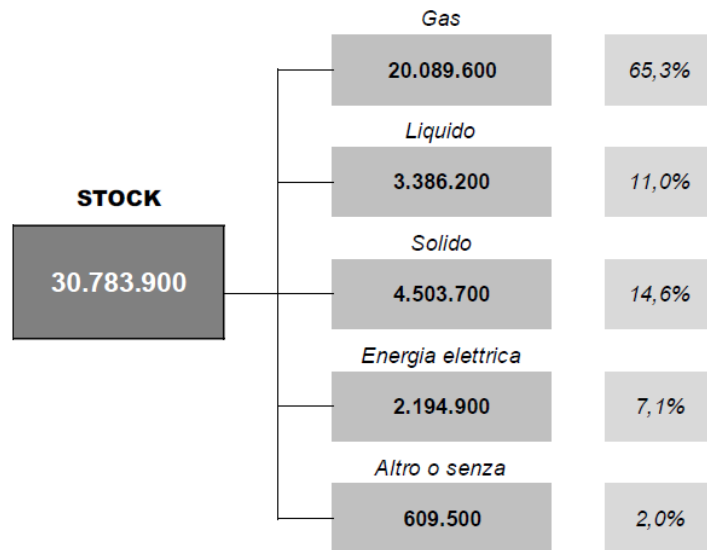 Gas
20.089.600 65,3%
Liquido
3.386.200 11,0%
STOCK
30.783.900
Solido
4.503.700 14,6%
Energia elettrica
2.194.900 7,1%
Altro o senza
609.500 2,0%